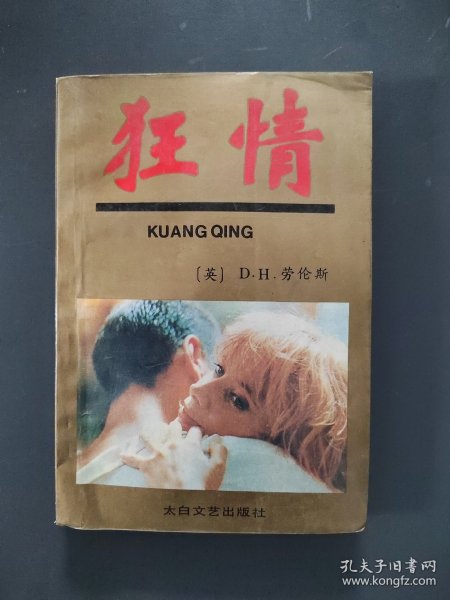 狂情
KUANG QING
〔英〕 D.H.劳伦斯
太白文艺出版社
孔夫子旧书网
www.kongfz.com